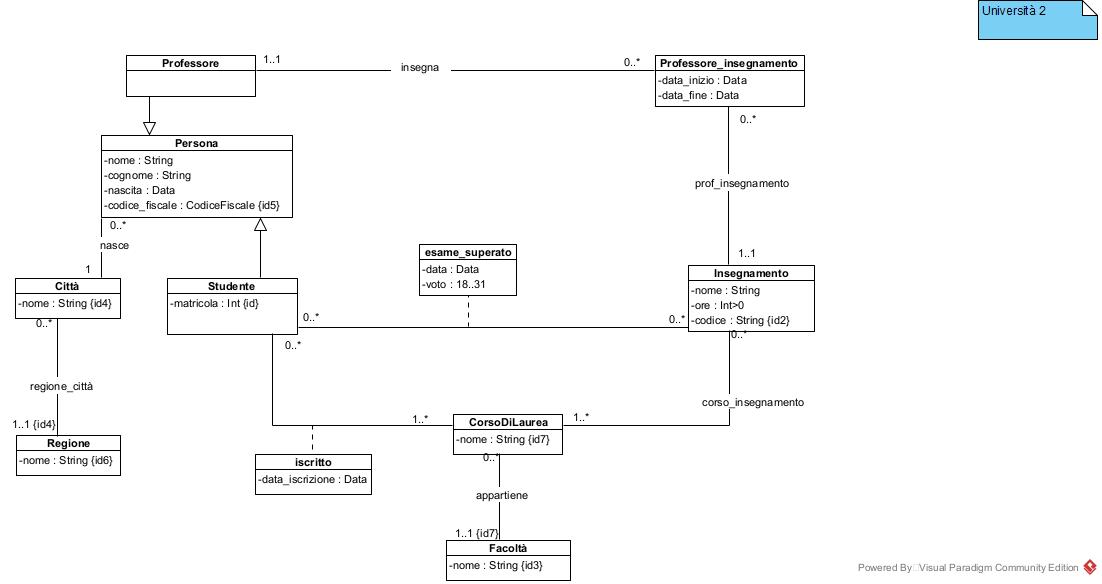 Università 2
Professore
1..1
insegna
0..*
Professore_insegnamento
-data_inizio : Data
-data_fine : Data
0..*
prof_insegnamento
1..1
Persona
-nome : String
-cognome : String
-nascita : Data
-codice_fiscale : CodiceFiscale {id5}
0..*
nasce
1
Città
-nome : String {id4}
0..*
regione_città
1..1 {id4}
Regione
-nome : String {id6}
Studente
-matricola : Int {id}
0..*
0..*
esame_superato
-data : Data
-voto : 18..31
0..*
Insegnamento
-nome : String
-ore : Int>0
-codice : String {id2}
0..*
corso_insegnamento
1..*
1..*
CorsoDiLaurea
-nome : String {id7}
0..*
iscritto
-data_iscrizione : Data
appartiene
1..1 {id7}
Facoltà
-nome : String {id3}
Powered By Visual Paradigm Community Edition